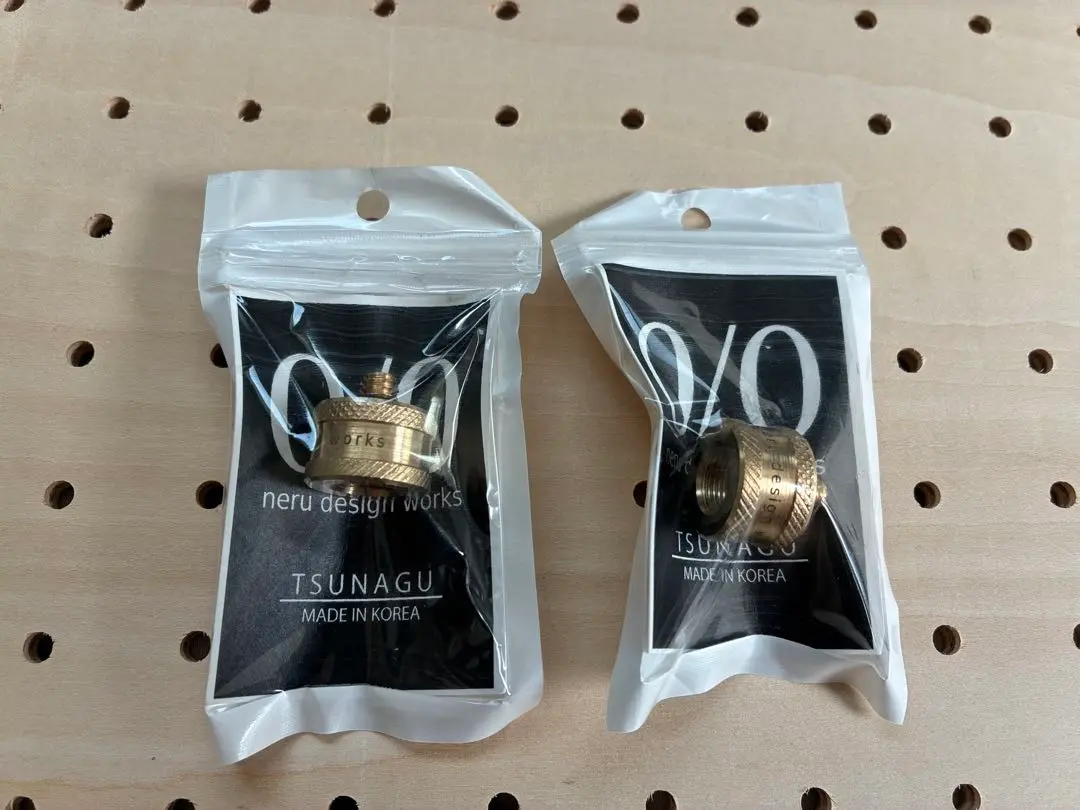 0/0
works
neru design works
TSUNAGU
MADE IN KOREA
0/0
design
TSUNAGU
MADE IN KOREA